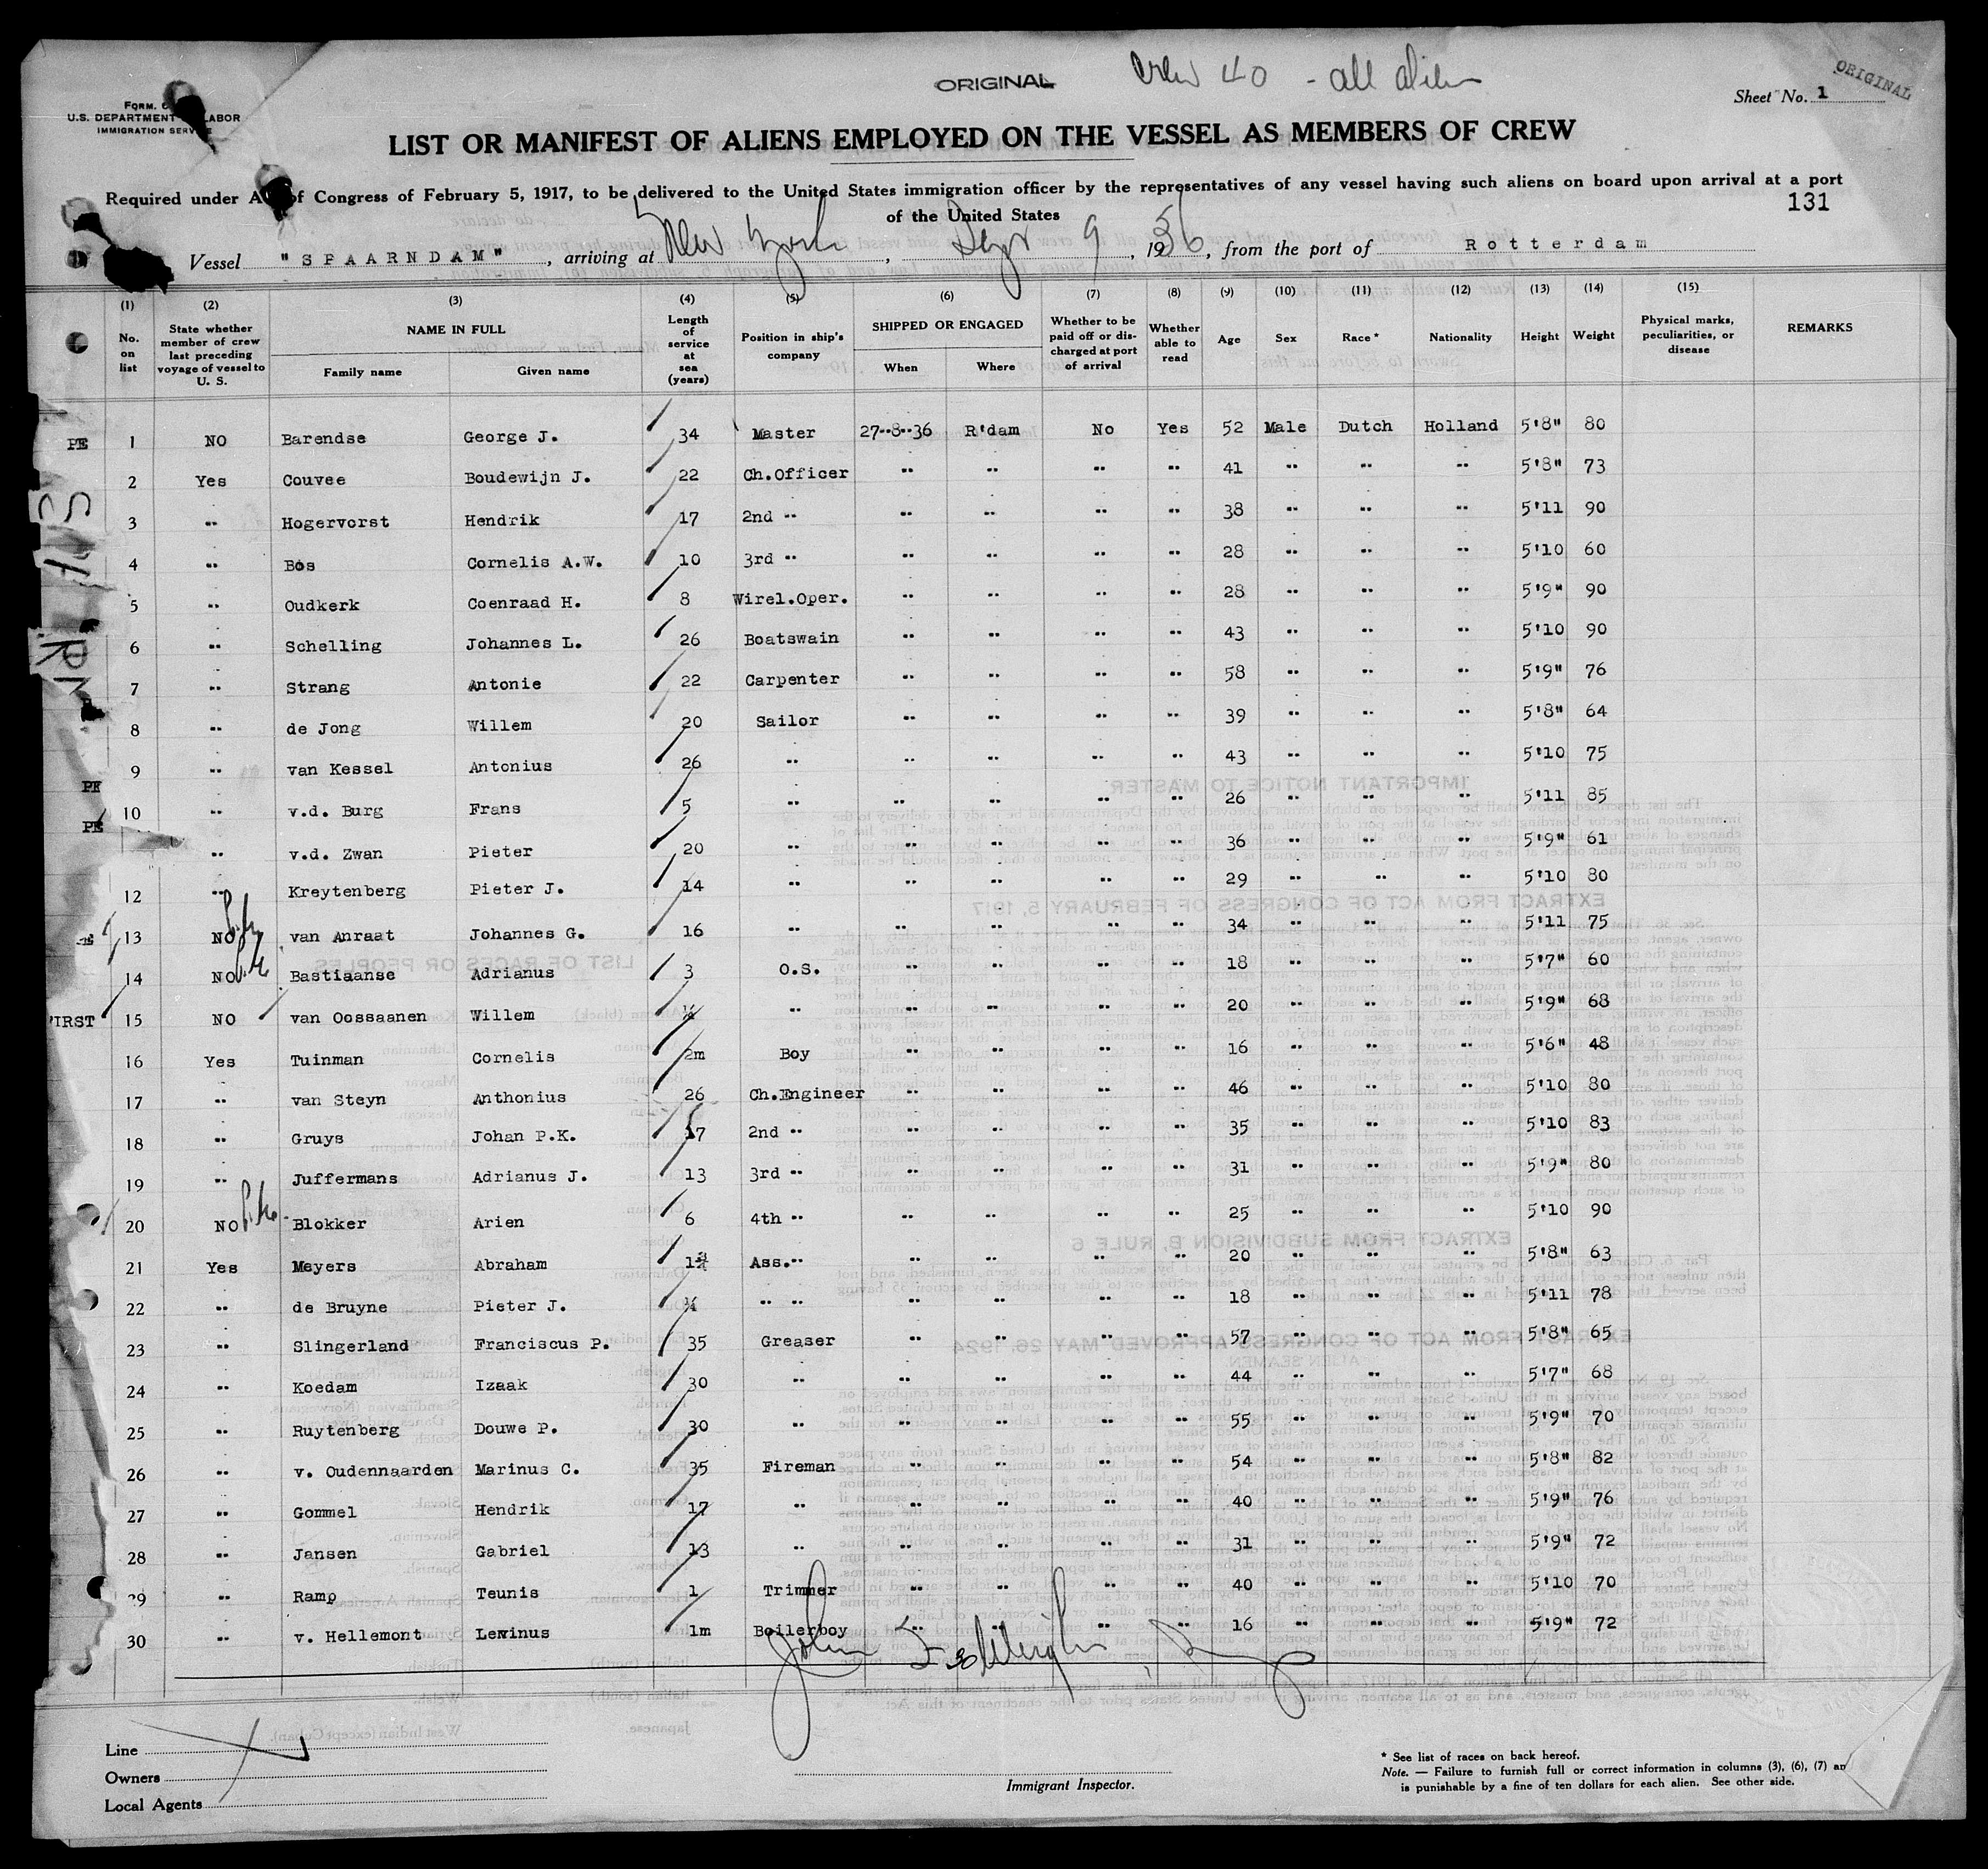 ORIGINAL Crew 40 - all alien
ORIGINAL
Sheet No. 1
FORM.
U.S. DEPARTMENT LABOR
IMMIGRATION SERVICE
LIST OR MANIFEST OF ALIENS EMPLOYED ON THE VESSEL AS MEMBERS OF CREW
Required under A of Congress of February 5, 1917, to be delivered to the United States immigration officer by the representatives of any vessel having such aliens on board upon arrival at a port
of the United States
131
Vessel "SPAARNDAM", arriving at New York, Sept 9, 1936, from the port of Rotterdam
(1) (2) (3) (4) (5) (6) (7) (8) (9) (10) (11) (12) (13) (14) (15)
No. on list State whether member of crew last preceding voyage of vessel to U. S. NAME IN FULL Family name Given name Length of service at sea (years) Position in ship's company SHIPPED OR ENGAGED When Where Whether to be paid off or discharged at port of arrival Whether able to read Age Sex Race * Nationality Height Weight Physical marks, peculiarities, or disease REMARKS
PE 1 NO Barendse George J. 34 Master 27-8-36 R'dam No Yes 52 Male Dutch Holland 5'8" 80
2 Yes Couvee Boudewijn J. 22 Ch.Officer " " " " 41 " " " 5'8" 73
3 " Hogervorst Hendrik 17 2nd " " " " " 38 " " " 5'11 90
4 " Bos Cornelis A.W. 10 3rd " " " " " 28 " " " 5'10 60
5 " Oudkerk Coenraad H. 8 Wirel.Oper. " " " " 28 " " " 5'9" 90
6 " Schelling Johannes L. 26 Boatswain " " " " 43 " " " 5'10 90
7 " Strang Antonie 22 Carpenter " " " " 58 " " " 5'9" 76
8 " de Jong Willem 20 Sailor " " " " 39 " " " 5'8" 64
9 " van Kessel Antonius 26 " " " " " 43 " " " 5'10 75
PE 10 " v.d. Burg Frans 5 " " " " " 26 " " " 5'11 85
PE " v.d. Zwan Pieter 20 " " " " " 36 " " " 5'9" 61
12 " Kreytenberg Pieter J. 14 " " " " " 29 " " " 5'10 80
13 NO van Anraat Johannes G. 16 " " " " " 34 " " " 5'11 75
14 NO Bastiaanse Adrianus 3 O.S. " " " " 18 " " " 5'7" 60
FIRST 15 NO van Oossaanen Willem ½ " " " " " 20 " " " 5'9" 68
16 Yes Tuinman Cornelis 2m Boy " " " " 16 " " " 5'6" 48
17 " van Steyn Anthonius 26 Ch.Engineer " " " " 46 " " " 5'10 80
18 " Gruys Johan P.K. 17 2nd " " " " " 35 " " " 5'10 83
19 " Juffermans Adrianus J. 13 3rd " " " " " 31 " " " 5'9" 80
20 NO Blokker Arien 6 4th " " " " " 25 " " " 5'10 90
21 Yes Meyers Abraham Ass." " " " " 20 " " " 5'8" 63
22 " de Bruyne Pieter J. " " " " " " 18 " " " 5'11 78
23 " Slingerland Franciscus P. 35 Greaser " " " " 57 " " " 5'8" 65
24 " Koedam Izaak 30 " " " " " 44 " " " 5'7" 68
25 " Ruytenberg Douwe P. 30 " " " " " 55 " " " 5'9" 70
26 " v. Oudennaarden Marinus C. 35 Fireman " " " " 54 " " " 5'8" 82
27 " Gommel Hendrik 17 " " " " " 40 " " " 5'9" 76
28 " Jansen Gabriel 13 " " " " " 31 " " " 5'9" 72
29 " Ramp Teunis 1 Trimmer " " " " 40 " " " 5'10 70
30 " v. Hellemont Levinus 1m Boilerboy " " " " 16 " " " 5'9" 72
John
Line
Owners
Local Agents
Immigrant Inspector.
* See list of races on back hereof.
Note. — Failure to furnish full or correct information in columns (3), (6), (7) an
is punishable by a fine of ten dollars for each alien. See other side.